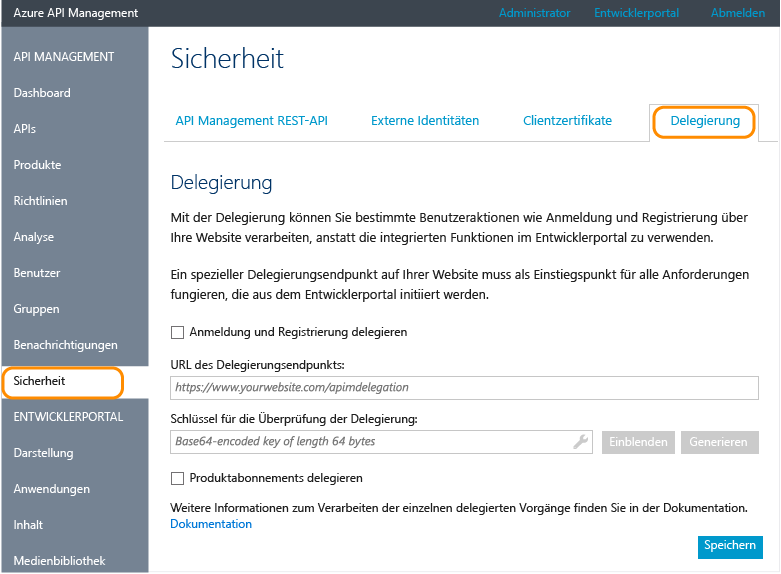 Azure API Management
Administrator Entwicklerportal Abmelden
API MANAGEMENT
Dashboard
APIs
Produkte
Richtlinien
Analyse
Benutzer
Gruppen
Benachrichtigungen
Sicherheit
ENTWICKLERPORTAL
Darstellung
Anwendungen
Inhalt
Medienbibliothek
Sicherheit
API Management REST-API Externe Identitäten Clientzertifikate Delegierung
Delegierung
Mit der Delegierung können Sie bestimmte Benutzeraktionen wie Anmeldung und Registrierung über
Ihre Website verarbeiten, anstatt die integrierten Funktionen im Entwicklerportal zu verwenden.
Ein spezieller Delegierungsendpunkt auf Ihrer Website muss als Einstiegspunkt für alle Anforderungen
fungieren, die aus dem Entwicklerportal initiiert werden.
Anmeldung und Registrierung delegieren
URL des Delegierungsendpunkts:
https://www.yourwebsite.com/apimdelegation
Schlüssel für die Überprüfung der Delegierung:
Base64-encoded key of length 64 bytes Einblenden Generieren
Produktabonnements delegieren
Weitere Informationen zum Verarbeiten der einzelnen delegierten Vorgänge finden Sie in der Dokumentation.
Dokumentation
Speichern